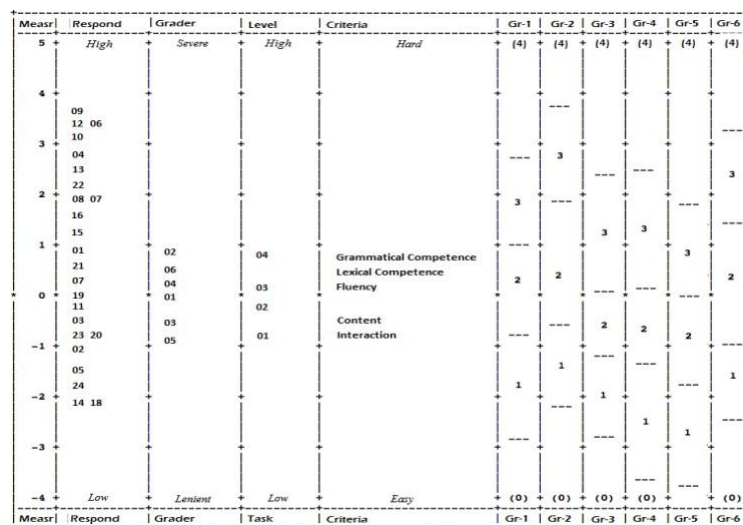 Measr Respond Grader Level Criteria Gr-1 Gr-2 Gr-3 Gr-4 Gr-5 Gr-6
5 High Severe High Hard (4) (4) (4) (4) (4) (4)
4
09
12 06
10
3
04 3
13
22 3
2
08 07 3
16
15 3 3
1
01 02 04 Grammatical Competence 3
21 06 Lexical Competence
07 04 03 Fluency 2 2 2
0 19 01
11 02
03 03 Content 2 2
23 20 05 01 Interaction 2
-1
02
05 1 1
24 1
-2 1
14 18
1 1
-3
-4 Low Lenient Low Easy (0) (0) (0) (0) (0) (0)
Measr Respond Grader Task Criteria Gr-1 Gr-2 Gr-3 Gr-4 Gr-5 Gr-6